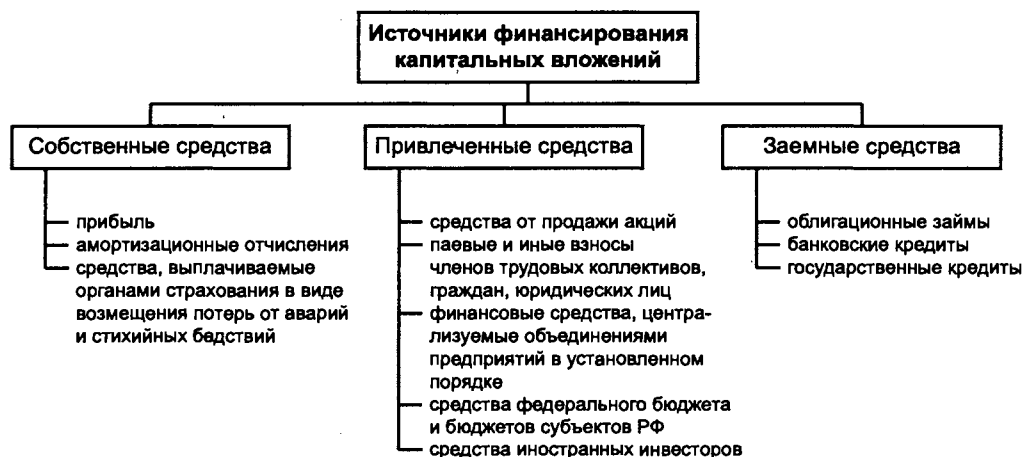 Источники финансирования
капитальных вложений
Собственные средства
прибыль
амортизационные отчисления
средства, выплачиваемые
органами страхования в виде
возмещения потерь от аварий
и стихийных бедствий
Привлеченные средства
средства от продажи акций
паевые и иные взносы
членов трудовых коллективов,
граждан, юридических лиц
финансовые средства, центра-
лизуемые объединениями
предприятий в установленном
порядке
средства федерального бюджета
и бюджетов субъектов РФ
средства иностранных инвесторов
Заемные средства
облигационные займы
банковские кредиты
государственные кредиты